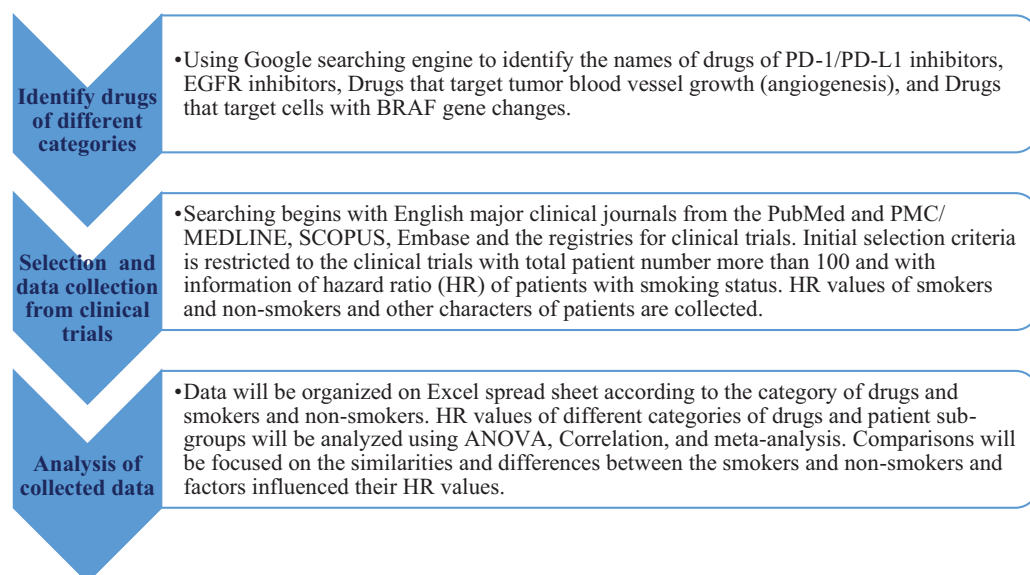 Identify drugs
of different
categories
•Using Google searching engine to identify the names of drugs of PD-1/PD-L1 inhibitors,
EGFR inhibitors, Drugs that target tumor blood vessel growth (angiogenesis), and Drugs
that target cells with BRAF gene changes.
Selection and
data collection
from clinical
trials
•Searching begins with English major clinical journals from the PubMed and PMC/
MEDLINE, SCOPUS, Embase and the registries for clinical trials. Initial selection criteria
is restricted to the clinical trials with total patient number more than 100 and with
information of hazard ratio (HR) of patients with smoking status. HR values of smokers
and non-smokers and other characters of patients are collected.
Analysis of
collected data
•Data will be organized on Excel spread sheet according to the category of drugs and
smokers and non-smokers. HR values of different categories of drugs and patient sub-
groups will be analyzed using ANOVA, Correlation, and meta-analysis. Comparisons will
be focused on the similarities and differences between the smokers and non-smokers and
factors influenced their HR values.